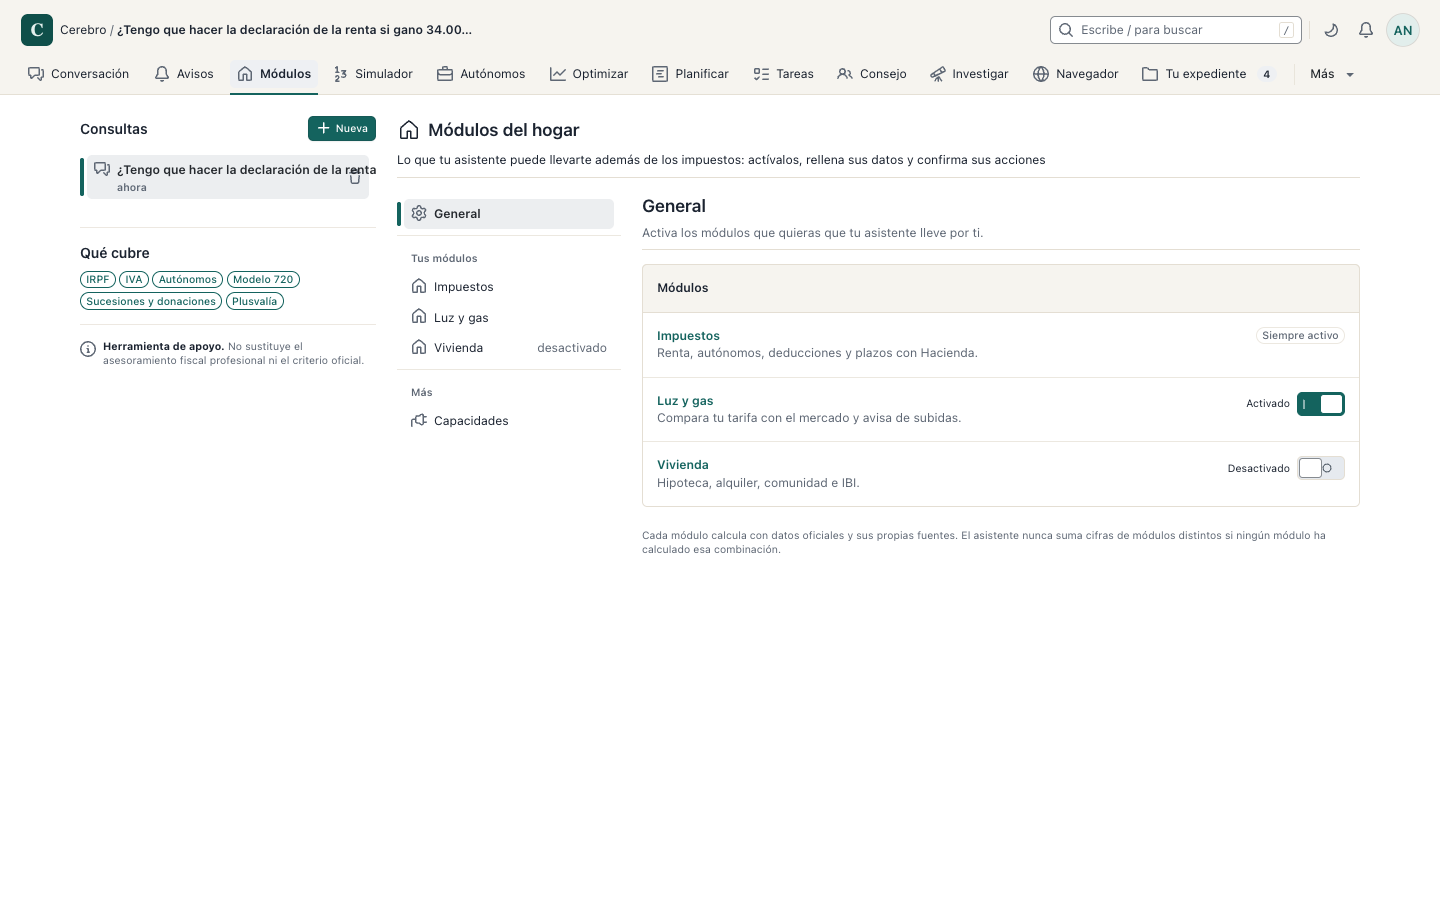 C Cerebro / ¿Tengo que hacer la declaración de la renta si gano 34.00...
Escribe / para buscar /
AN
Conversación Avisos Módulos Simulador Autónomos Optimizar Planificar Tareas Consejo Investigar Navegador Tu expediente 4 Más
Consultas
Nueva
¿Tengo que hacer la declaración de la renta
ahora
Qué cubre
IRPF IVA Autónomos Modelo 720
Sucesiones y donaciones Plusvalía
Herramienta de apoyo. No sustituye el
asesoramiento fiscal profesional ni el criterio oficial.
Módulos del hogar
Lo que tu asistente puede llevarte además de los impuestos: actívalos, rellena sus datos y confirma sus acciones
General
Tus módulos
Impuestos
Luz y gas
Vivienda desactivado
Más
Capacidades
General
Activa los módulos que quieras que tu asistente lleve por ti.
Módulos
Impuestos
Renta, autónomos, deducciones y plazos con Hacienda.
Siempre activo
Luz y gas
Compara tu tarifa con el mercado y avisa de subidas.
Activado
Vivienda
Hipoteca, alquiler, comunidad e IBI.
Desactivado
Cada módulo calcula con datos oficiales y sus propias fuentes. El asistente nunca suma cifras de módulos distintos si ningún módulo ha
calculado esa combinación.